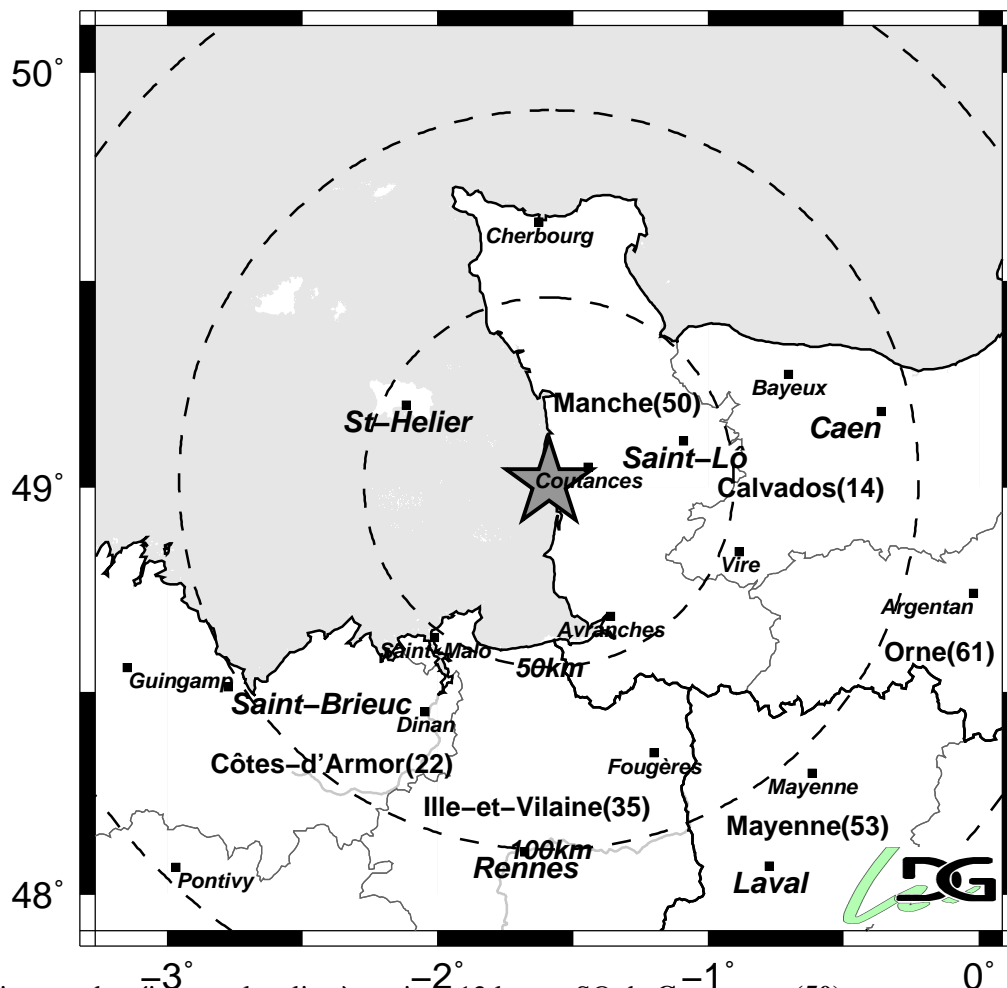 50°
Cherbourg
Bayeux
Manche(50)
St–Helier
Caen
Saint–Lô
49°
Coutances
Calvados(14)
Vire
Argentan
Avranches
Saint–Malo
Orne(61)
50km
Guingamp
Saint–Brieuc
Dinan
Côtes–d'Armor(22)
Fougères
Mayenne
Ille–et–Vilaine(35)
Mayenne(53)
100km
Rennes
48°
Pontivy
Laval
DG
–3°
–2°
–1°
0°